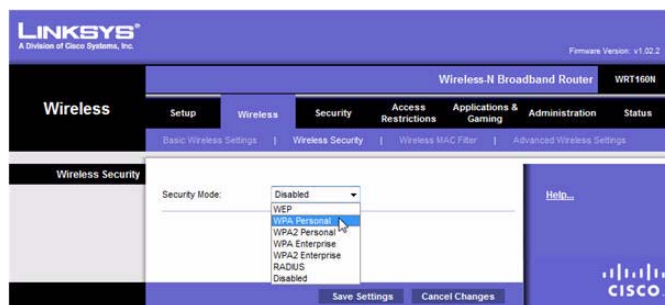 LINKSYS®
A Division of Cisco Systems, Inc.
Firmware Version: v1.02.2
Wireless-N Broadband Router WRT160N
Wireless
Setup Wireless Security Access Restrictions Applications & Gaming Administration Status
Basic Wireless Settings | Wireless Security | Wireless MAC Filter | Advanced Wireless Settings
Wireless Security
Security Mode: Disabled
Help...
WEP
WPA Personal
WPA2 Personal
WPA Enterprise
WPA2 Enterprise
RADIUS
Disabled
Save Settings Cancel Changes
CISCO